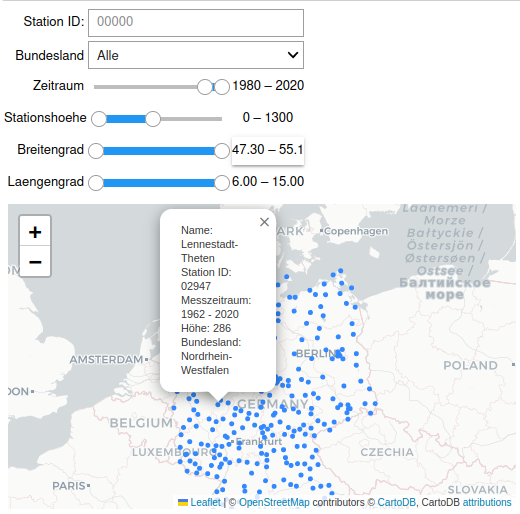 Station ID: 00000
Bundesland Alle
Zeitraum 1980 – 2020
Stationshoehe 0 – 1300
Breitengrad 47.30 – 55.1
Laengengrad 6.00 – 15.00
+
−
×
Name:
Lennestadt-
Theten
Station ID:
02947
Messzeitraum:
1962 - 2020
Höhe: 286
Bundesland:
Nordrhein-
Westfalen
ARK
Copenhagen
Läänemeri /
Morze
Bałtyckie /
Östersjön /
Østersøen /
Ostsee /
Балтийское
море
AMSTERDAM
BERLIN
POLAND
DON
GERMANY
BELGIUM
Frankfurt
LUXEMBOURG
CZECHIA
PARIS
SLOVAKIA
Leaflet | © OpenStreetMap contributors © CartoDB, CartoDB attributions